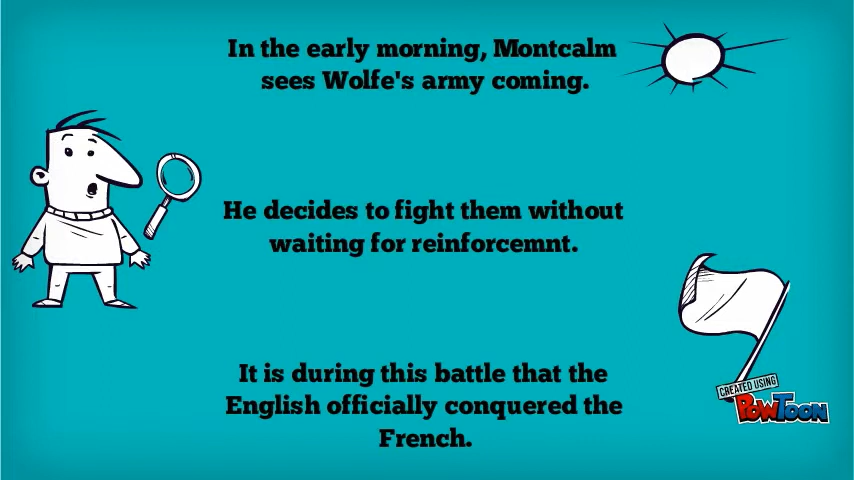 In the early morning, Montcalm
sees Wolfe's army coming.
He decides to fight them without
waiting for reinforcemnt.
It is during this battle that the
English officially conquered the
French.
CREATED USING
POWTOON